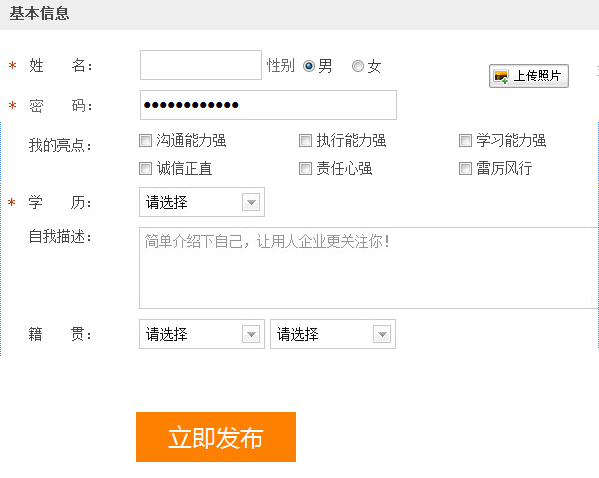 基本信息
* 姓 名： 性别 男 女 上传照片
* 密 码： ●●●●●●●●●●●●
我的亮点： 沟通能力强 执行能力强 学习能力强
诚信正直 责任心强 雷厉风行
* 学 历： 请选择
自我描述： 简单介绍下自己，让用人企业更关注你！
籍 贯： 请选择 请选择
立即发布